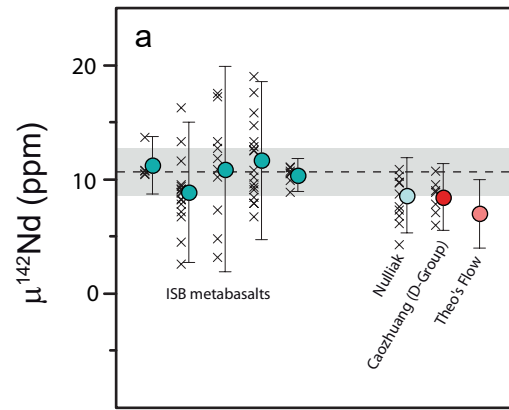 a
20
10
0
μ¹⁴²Nd (ppm)
ISB metabasalts
Nulliak
Caozhuang (D-Group)
Theo's Flow